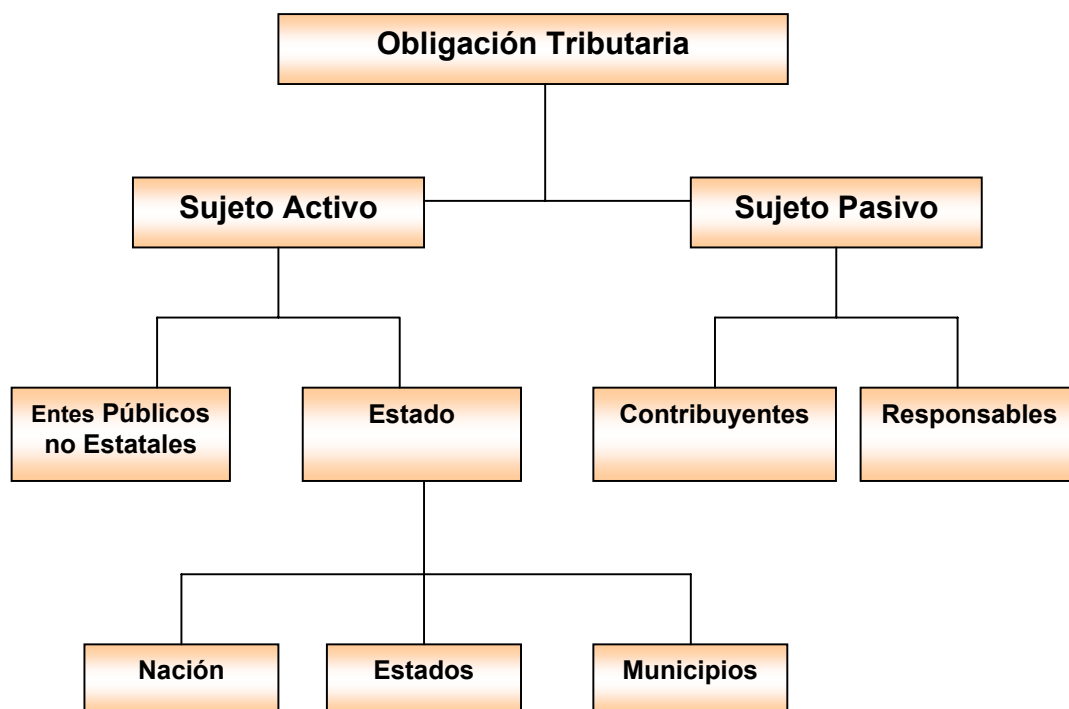 Obligación Tributaria
Sujeto Activo
Sujeto Pasivo
Entes Públicos
no Estatales
Estado
Contribuyentes
Responsables
Nación
Estados
Municipios